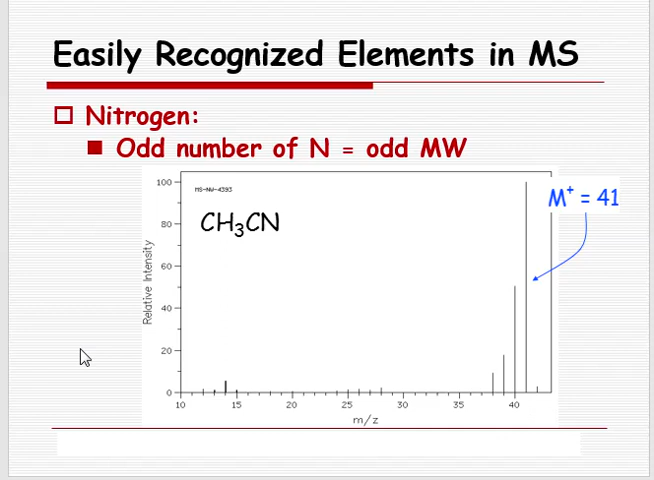 Easily Recognized Elements in MS
Nitrogen:
Odd number of N = odd MW
MS-NW-4393
CH₃CN
M⁺ = 41
Relative Intensity
100
80
60
40
20
0
10 15 20 25 30 35 40
m/z